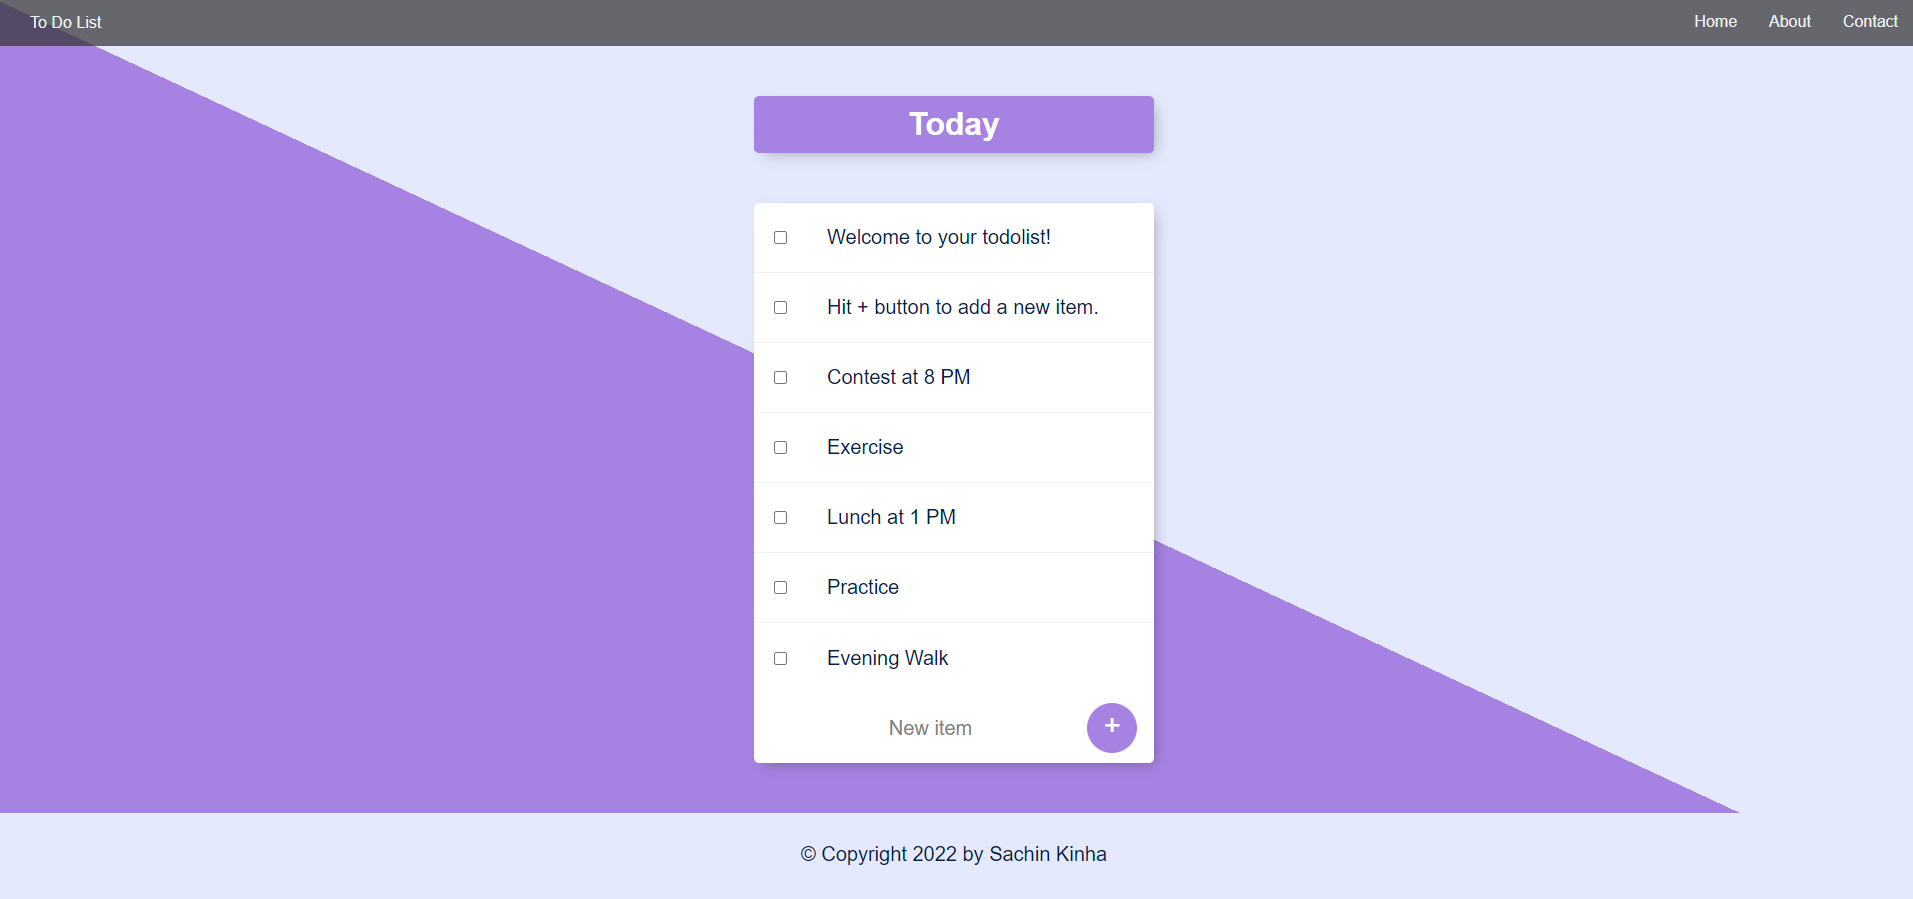 To Do List
Home About Contact
Today
Welcome to your todolist!
Hit + button to add a new item.
Contest at 8 PM
Exercise
Lunch at 1 PM
Practice
Evening Walk
New item +
© Copyright 2022 by Sachin Kinha